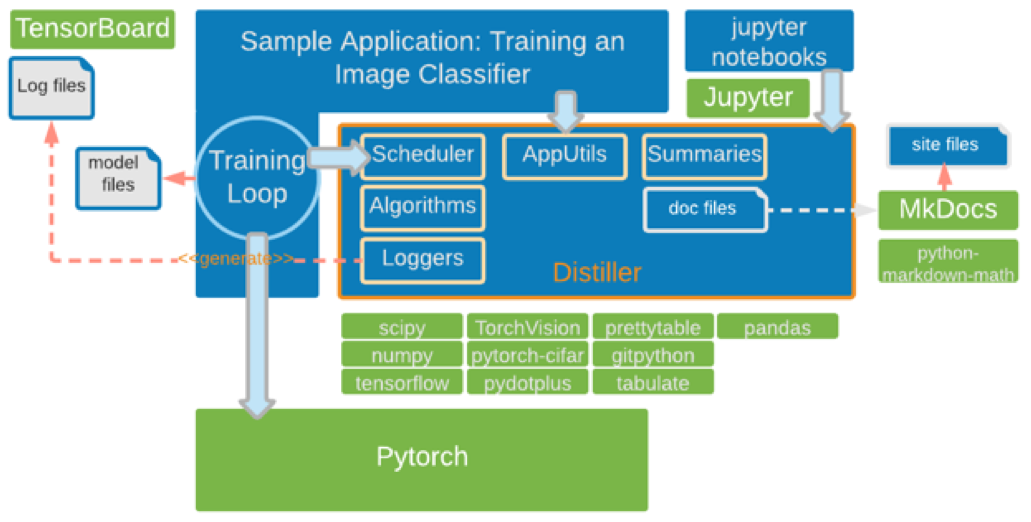 TensorBoard
Log files
model
files
Sample Application: Training an
Image Classifier
Training
Loop
<<generate>>
jupyter
notebooks
Jupyter
Scheduler
AppUtils
Summaries
Algorithms
doc files
Loggers
Distiller
site files
MkDocs
python-
markdown-math
scipy
TorchVision
prettytable
pandas
numpy
pytorch-cifar
gitpython
tensorflow
pydotplus
tabulate
Pytorch